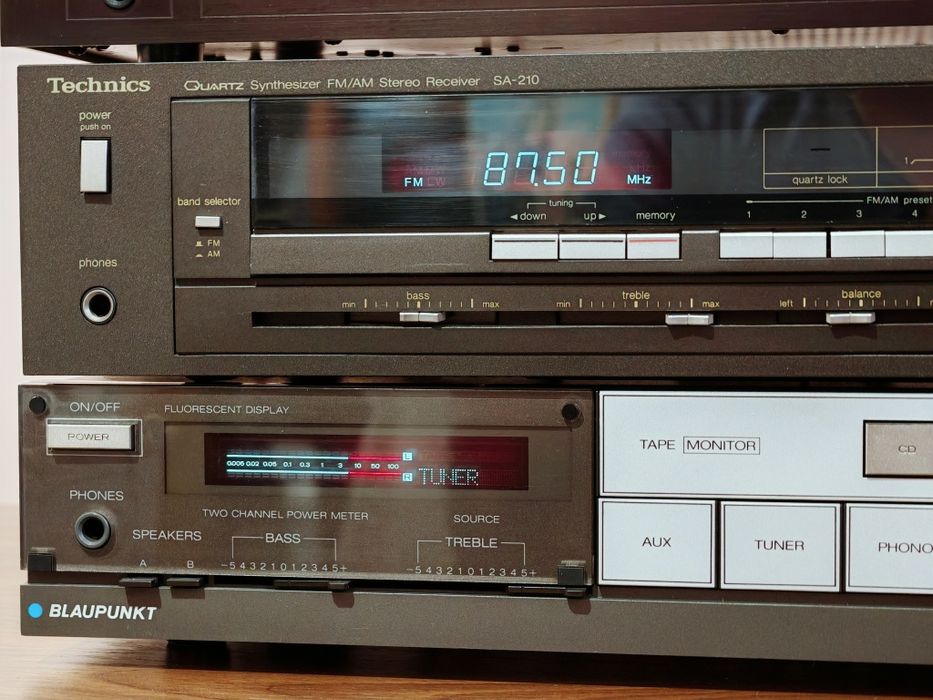 Technics
QUARTZ Synthesizer FM/AM Stereo Receiver SA-210
power
push on
FM 87.50 MHz
quartz lock
1
band selector
FM
AM
tuning
down up memory
FM/AM preset
1 2 3 4
phones
bass
min max
treble
min max
balance
left
ON/OFF
POWER
FLUORESCENT DISPLAY
L
0.005 0.02 0.05 0.1 0.3 1 3 10 50 100
R TUNER
PHONES
TWO CHANNEL POWER METER
SOURCE
SPEAKERS
A B
BASS
-5 4 3 2 1 0 1 2 3 4 5+
TREBLE
-5 4 3 2 1 0 1 2 3 4 5+
TAPE MONITOR
CD
AUX
TUNER
PHONO
BLAUPUNKT